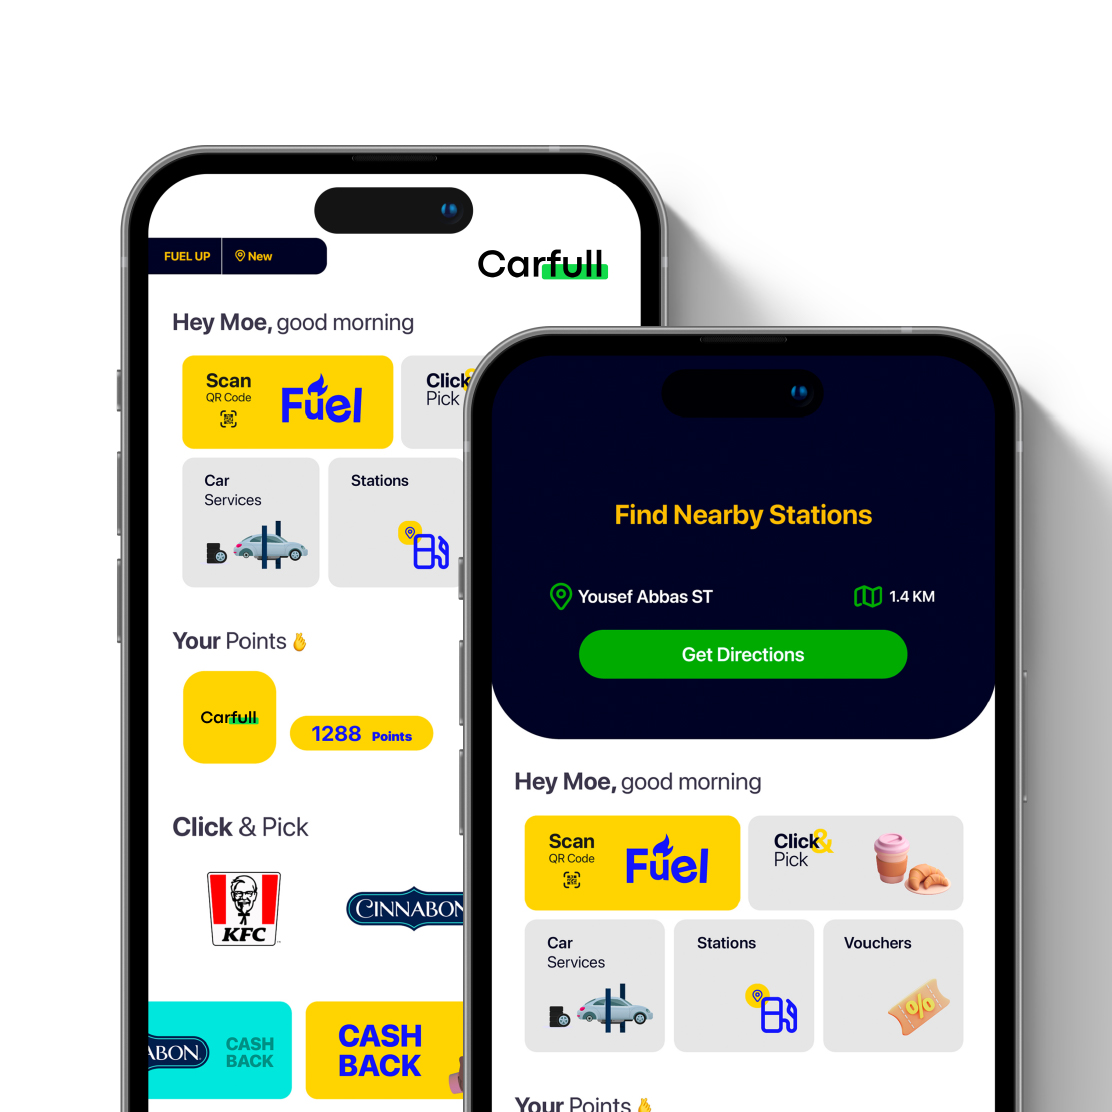 FUEL UP
New
Carfull
Hey Moe, good morning
Scan
QR Code
Fuel
Click
Pick
Car
Services
Stations
Your Points
Carfull
1288 Points
Click & Pick
KFC
CINNABON
ABON
CASH
BACK
CASH
BACK
Find Nearby Stations
Yousef Abbas ST
1.4 KM
Get Directions
Hey Moe, good morning
Scan
QR Code
Fuel
Click&
Pick
Car
Services
Stations
Vouchers
%
Your Points